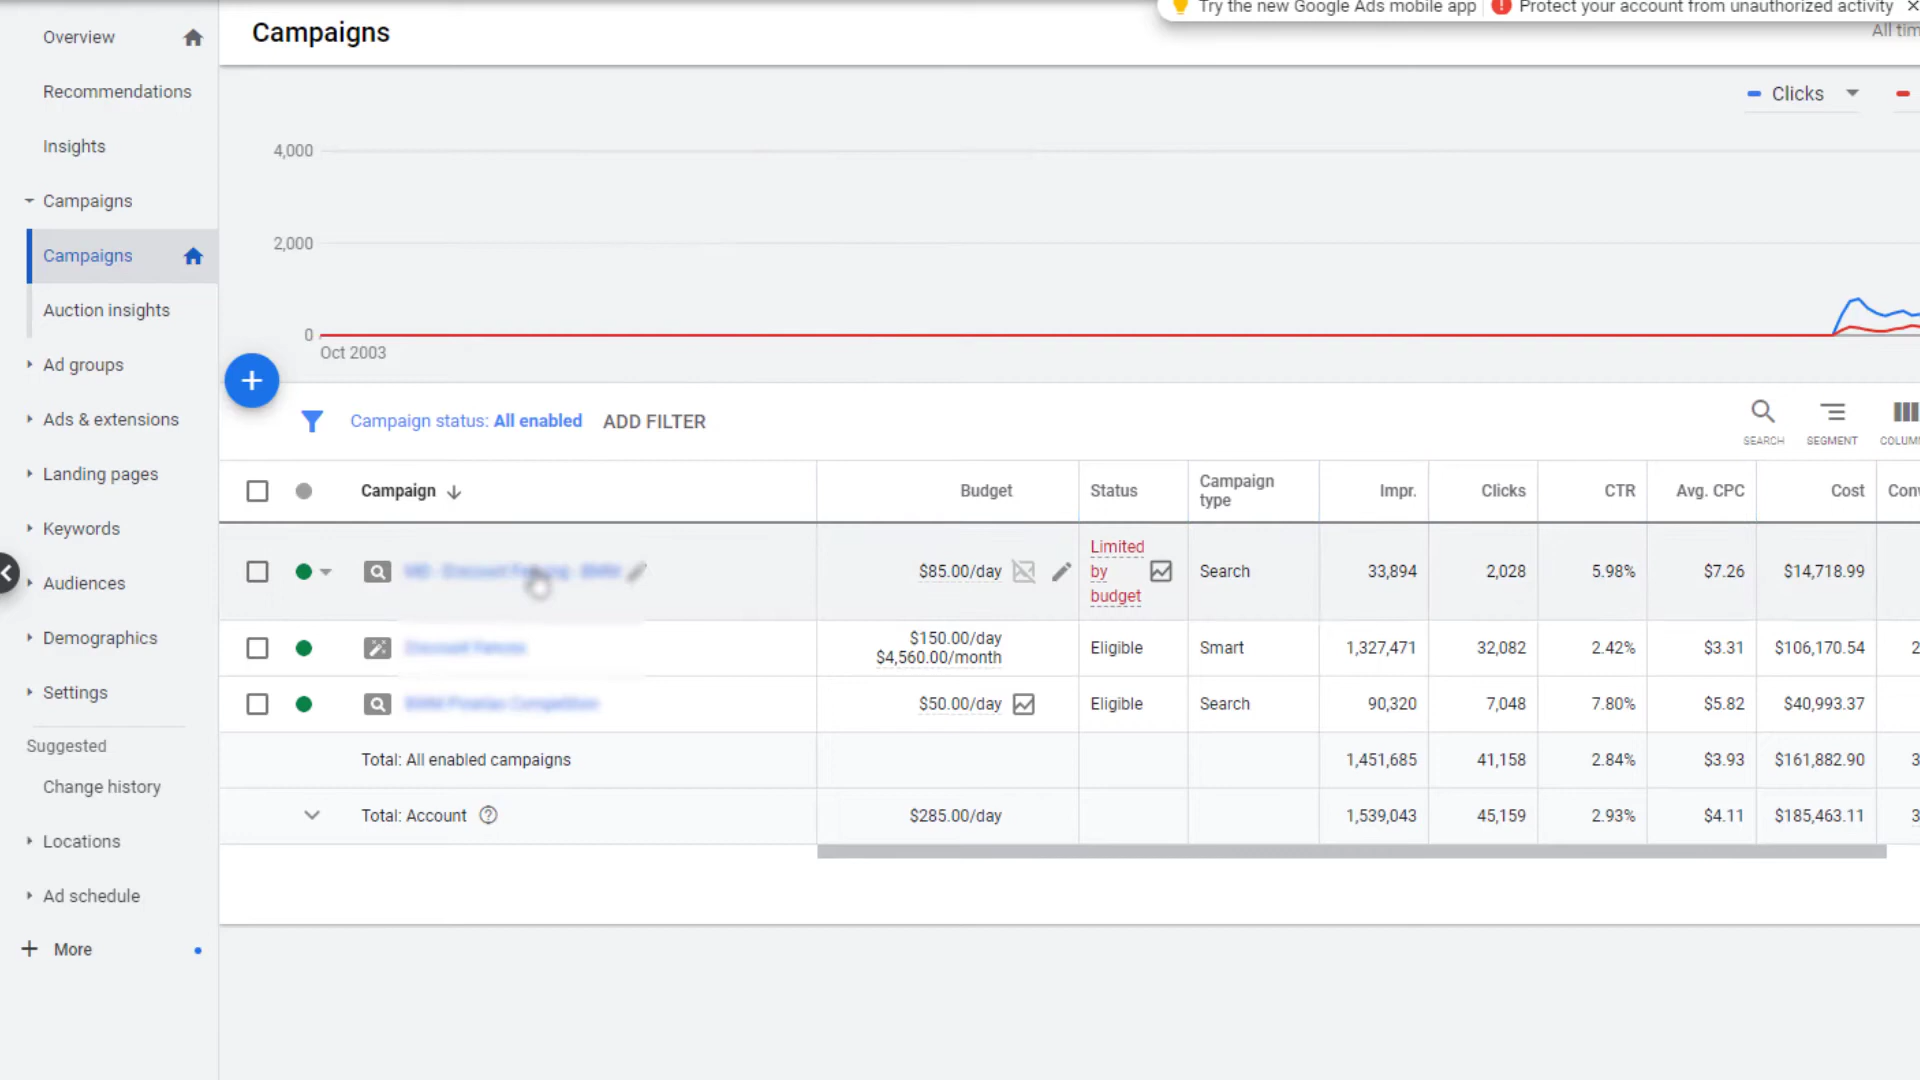 Try the new Google Ads mobile app
Protect your account from unauthorized activity
Overview
Campaigns
All tim
Recommendations
Clicks
Insights
4,000
Campaigns
2,000
Campaigns
Auction insights
0
Oct 2003
Ad groups
Ads & extensions
Campaign status: All enabled ADD FILTER
SEARCH SEGMENT COLUM
Landing pages
Campaign Budget Status Campaign type Impr. Clicks CTR Avg. CPC Cost Conv
Keywords
$85.00/day Limited by budget Search 33,894 2,028 5.98% $7.26 $14,718.99
Audiences
Demographics
$150.00/day
$4,560.00/month
Eligible Smart 1,327,471 32,082 2.42% $3.31 $106,170.54 2
Settings
$50.00/day Eligible Search 90,320 7,048 7.80% $5.82 $40,993.37
Suggested
Total: All enabled campaigns 1,451,685 41,158 2.84% $3.93 $161,882.90 3
Change history
Total: Account $285.00/day 1,539,043 45,159 2.93% $4.11 $185,463.11 3
Locations
Ad schedule
More